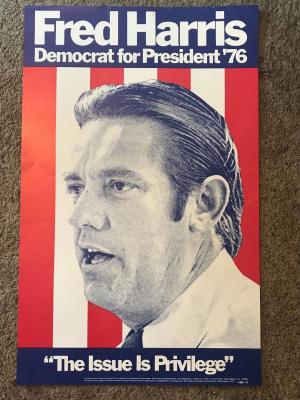 Fred Harris
Democrat for President '76
"The Issue Is Privilege"